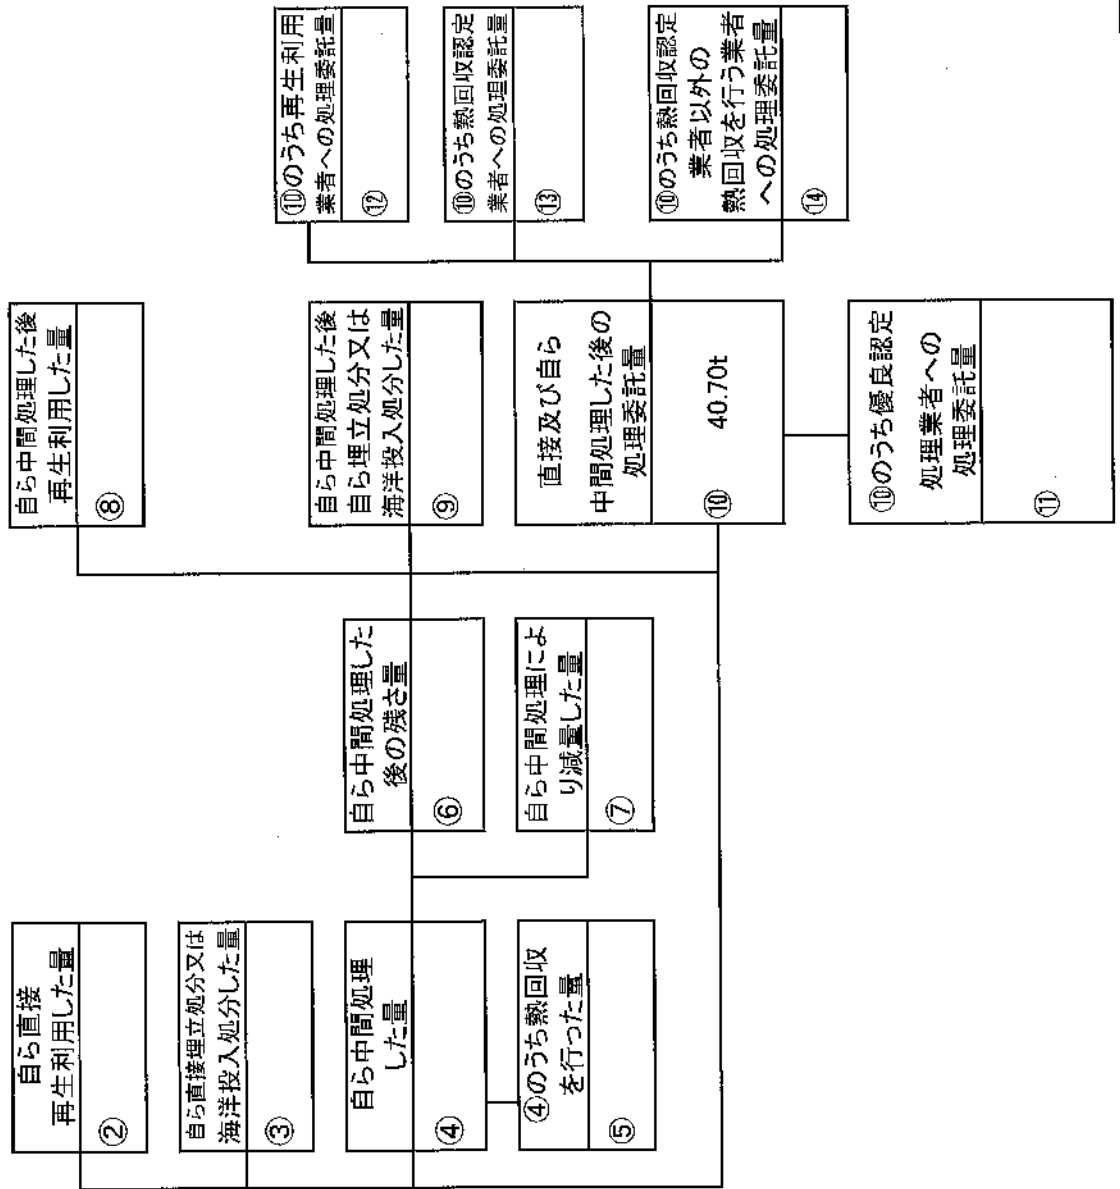 自ら直接
再生利用した量
②
自ら直接埋立処分又は
海洋投入処分した量
③
自ら中間処理
した量
④
④のうち熱回収
を行った量
⑤
自ら中間処理した
後の残さ量
⑥
自ら中間処理によ
り減量した量
⑦
自ら中間処理した後
再生利用した量
⑧
自ら中間処理した後
自ら埋立処分又は
海洋投入処分した量
⑨
直接及び自ら
中間処理した後の
処理委託量
⑩ 40.70t
⑩のうち優良認定
処理業者への
処理委託量
⑪
⑩のうち再生利用
業者への処理委託量
⑫
⑩のうち熱回収認定
業者への処理委託量
⑬
⑩のうち熱回収認定
業者以外の
熱回収を行う業者
への処理委託量
⑭